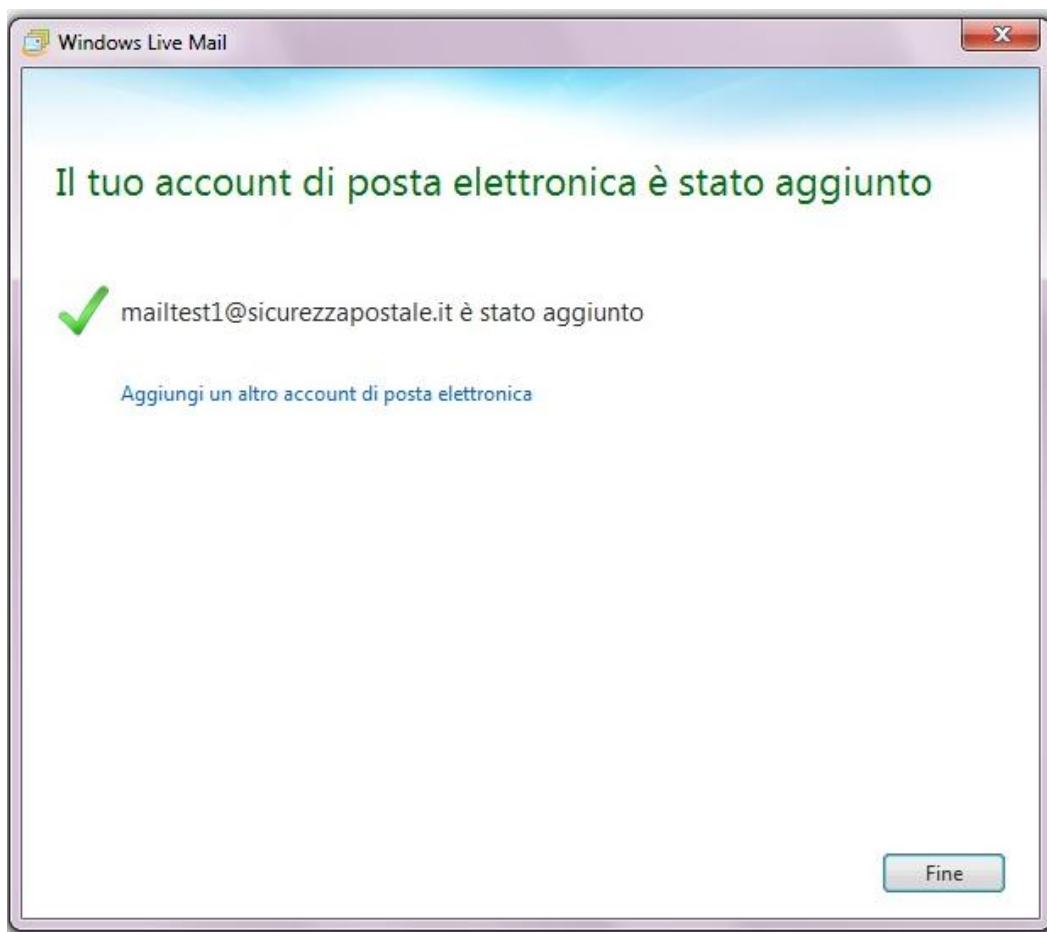 Windows Live Mail
Il tuo account di posta elettronica è stato aggiunto
mailtest1@sicurezzapostale.it è stato aggiunto
Aggiungi un altro account di posta elettronica
Fine